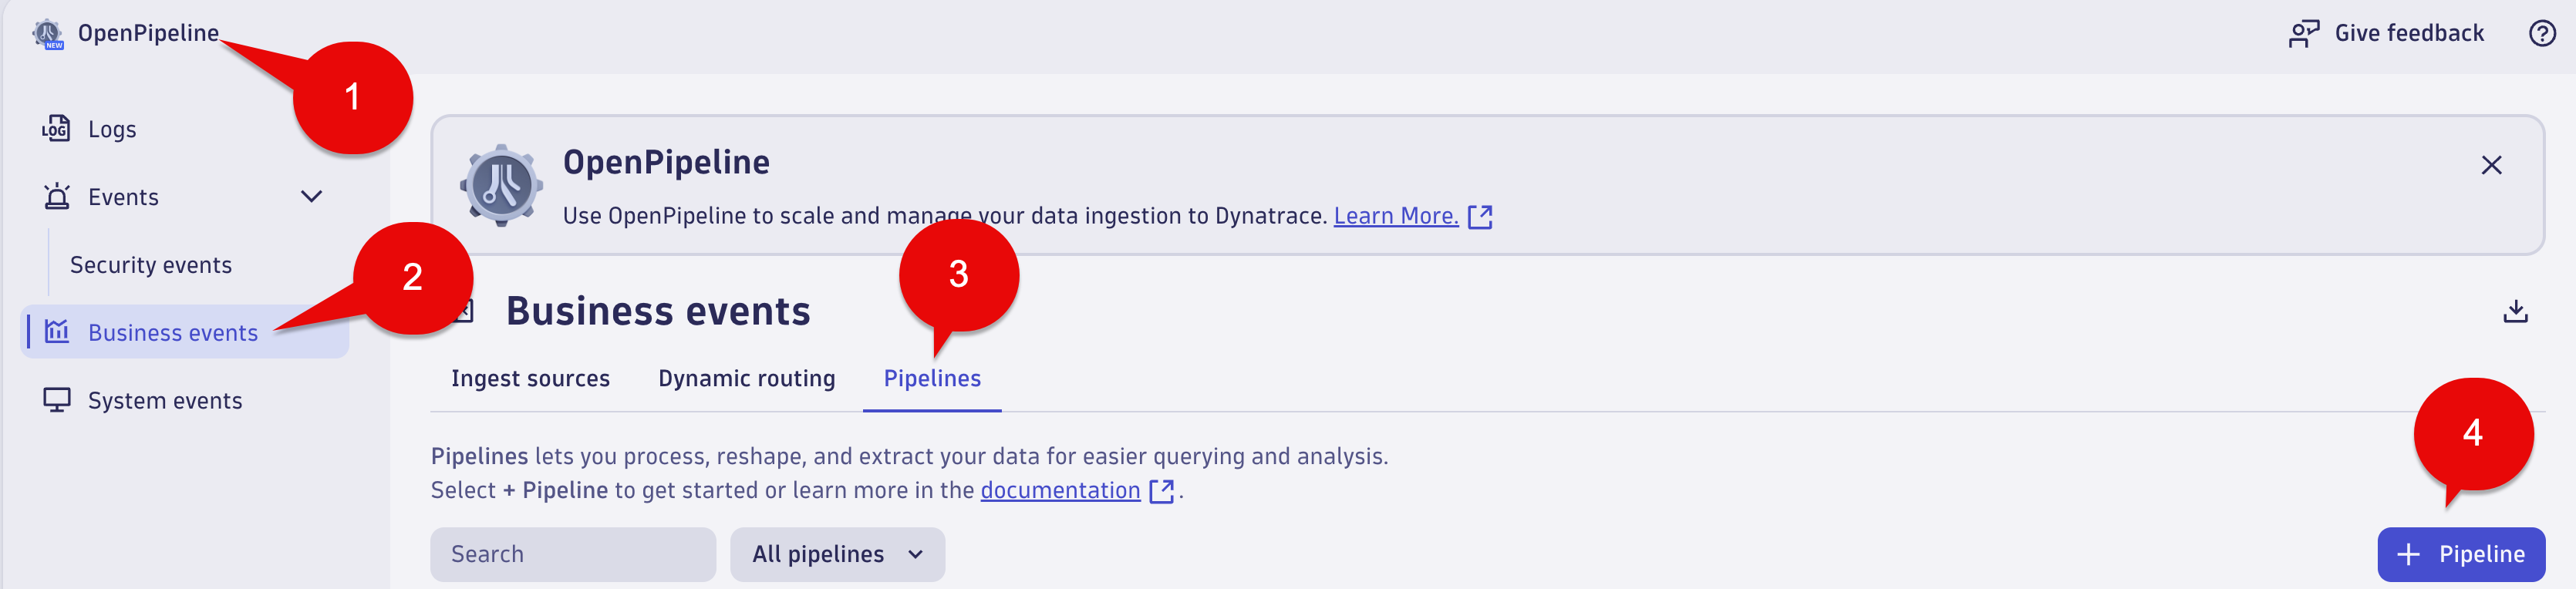 OpenPipeline
NEW
Give feedback
1
LOG
Logs
Events
Security events
2
Business events
System events
OpenPipeline
Use OpenPipeline to scale and manage your data ingestion to Dynatrace. Learn More.
3
Business events
Ingest sources
Dynamic routing
Pipelines
Pipelines lets you process, reshape, and extract your data for easier querying and analysis.
Select + Pipeline to get started or learn more in the documentation .
4
Search
All pipelines
+ Pipeline